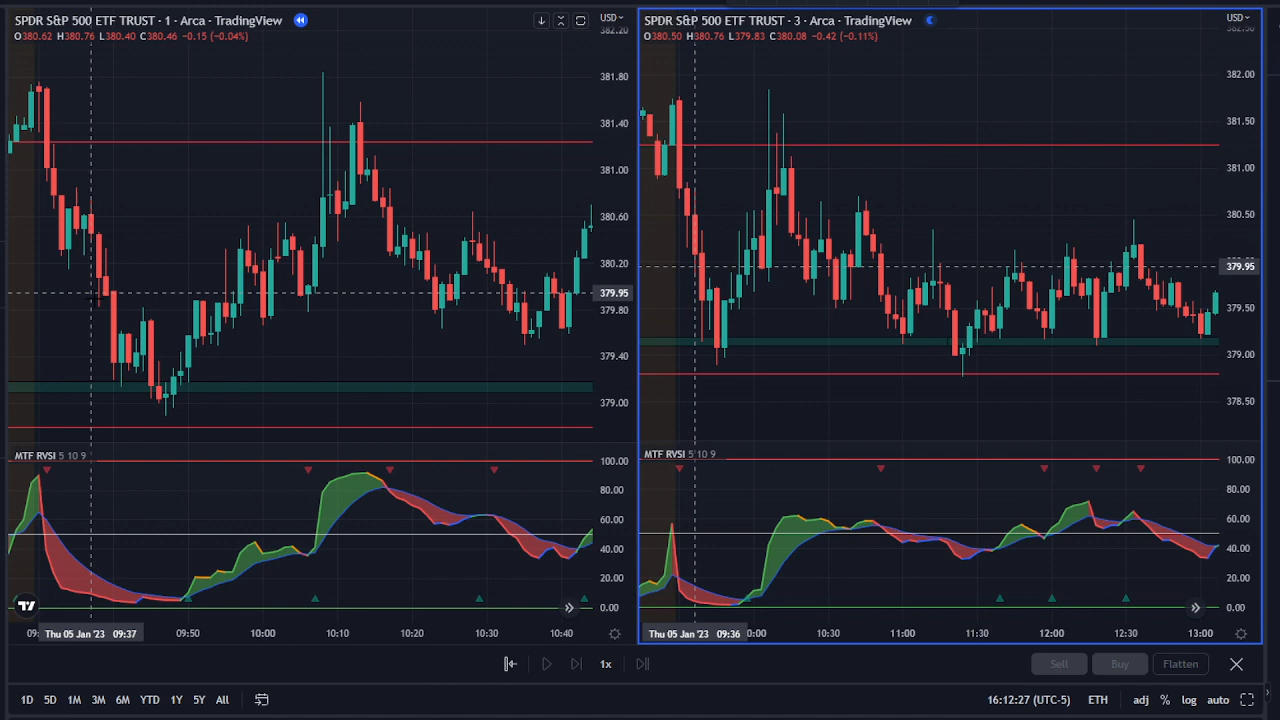 SPDR S&P 500 ETF TRUST · 1 · Arca · TradingView
USD
O380.62 H380.76 L380.40 C380.46 -0.15 (-0.04%)
382.20
381.80
381.40
381.00
380.60
380.20
379.95
379.80
379.40
379.00
MTF RVSI 5 10 9
100.00
80.00
60.00
40.00
20.00
0.00
09: Thu 05 Jan '23 09:37 09:50 10:00 10:10 10:20 10:30 10:40
SPDR S&P 500 ETF TRUST · 3 · Arca · TradingView
USD
O380.50 H380.76 L379.83 C380.08 -0.42 (-0.11%)
382.50
382.00
381.50
381.00
380.50
379.95
379.50
379.00
378.50
MTF RVSI 5 10 9
100.00
80.00
60.00
40.00
20.00
0.00
Thu 05 Jan '23 09:36 0:00 10:30 11:00 11:30 12:00 12:30 13:00
1x
Sell Buy Flatten
1D 5D 1M 3M 6M YTD 1Y 5Y All
16:12:27 (UTC-5) ETH adj % log auto